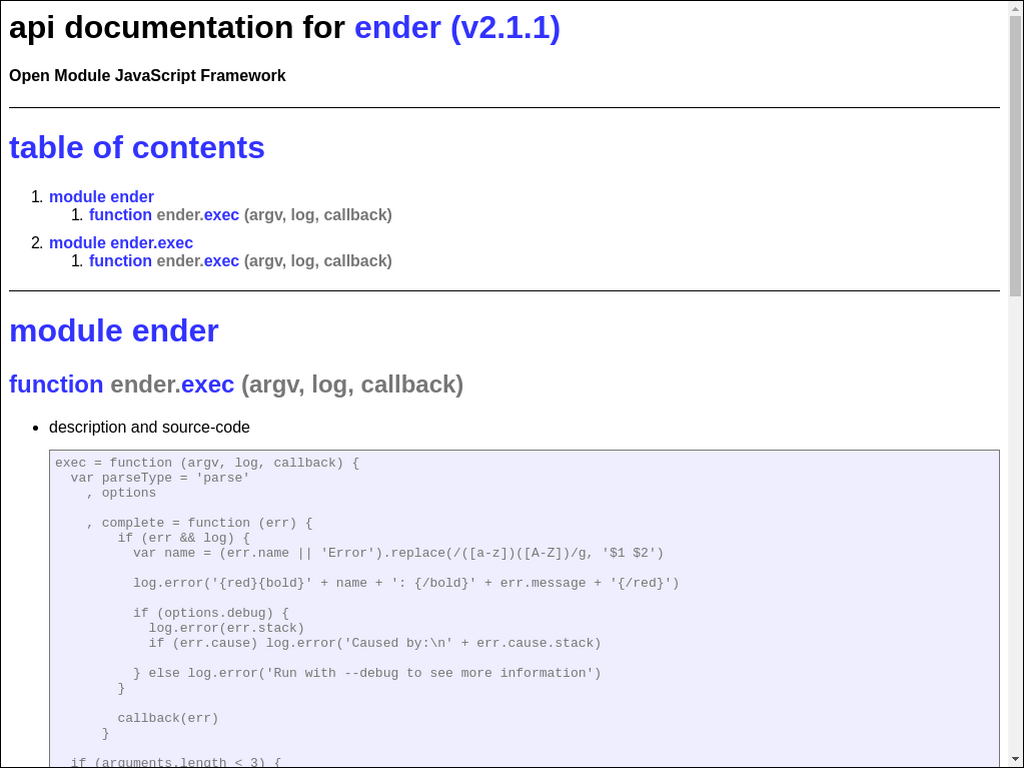 api documentation for ender (v2.1.1)
Open Module JavaScript Framework
table of contents
1. module ender
1. function ender.exec (argv, log, callback)
2. module ender.exec
1. function ender.exec (argv, log, callback)
module ender
function ender.exec (argv, log, callback)
• description and source-code
exec = function (argv, log, callback) {
  var parseType = 'parse'
    , options
    , complete = function (err) {
        if (err && log) {
          var name = (err.name || 'Error').replace(/([a-z])([A-Z])/g, '$1 $2')
          log.error('{red}{bold}' + name + ': {/bold}' + err.message + '{/red}')
          if (options.debug) {
            log.error(err.stack)
            if (err.cause) log.error('Caused by:\n' + err.cause.stack)
          } else log.error('Run with --debug to see more information')
        }
        callback(err)
      }
  if (arguments.length < 3) {